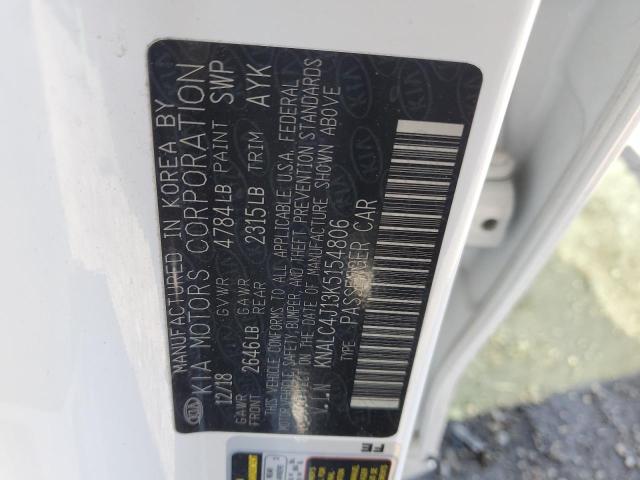 MANUFACTURED IN KOREA BY
KIA KIA MOTORS CORPORATION
12/18 GVWR 4784LB PAINT SWP
GAWR FRONT 2646LB GAWR REAR 2315LB TRIM AYK
THIS VEHICLE CONFORMS TO ALL APPLICABLE U.S.A. FEDERAL
MOTOR VEHICLE SAFETY, BUMPER, AND THEFT PREVENTION STANDARDS
IN EFFECT ON THE DATE OF MANUFACTURE SHOWN ABOVE
V.I.N KNALC4J13K5154806
TYPE: PASSENGER CAR
FE